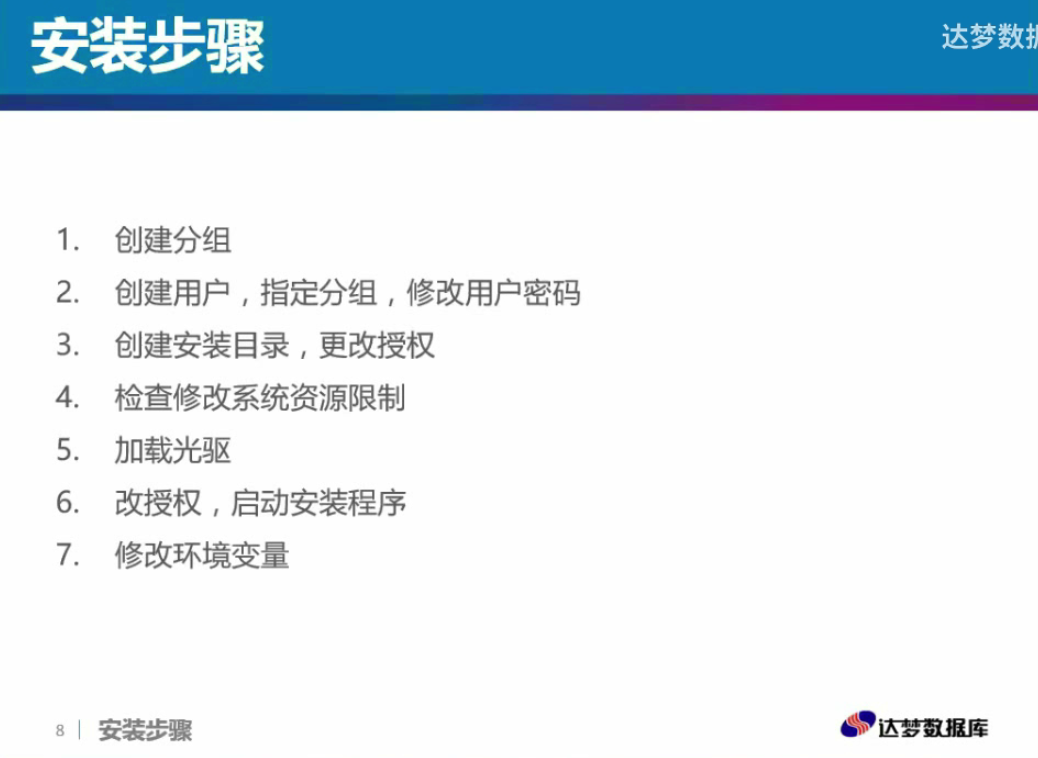 安装步骤
达梦数据
1. 创建分组
2. 创建用户，指定分组，修改用户密码
3. 创建安装目录，更改授权
4. 检查修改系统资源限制
5. 加载光驱
6. 改授权，启动安装程序
7. 修改环境变量
8 | 安装步骤
达梦数据库